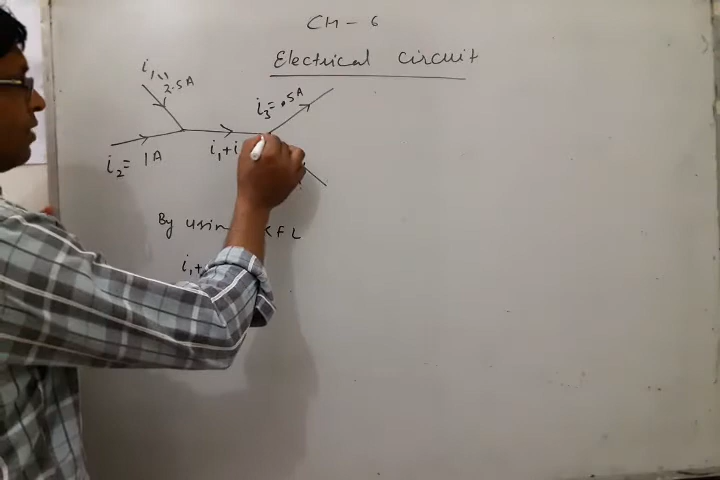 CH - 6
Electrical Circuit
2.5A
i₃ = .5A
i₂ = 1A
i₁+i
By usin
KFL
i₁+